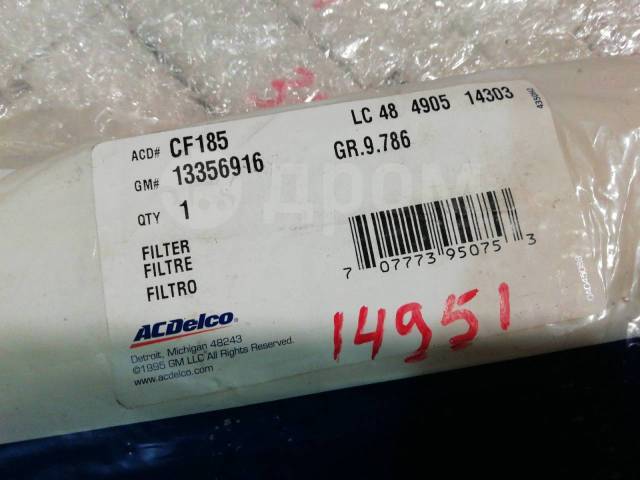 ACD# CF185
LC 48 4905 14303
GM# 13356916
GR.9.786
QTY 1
FILTER
FILTRE
FILTRO
7 07773 95075 3
ACDelco
Detroit, Michigan 48243
©1995 GM LLC All Rights Reserved.
www.acdelco.com
14951
дром